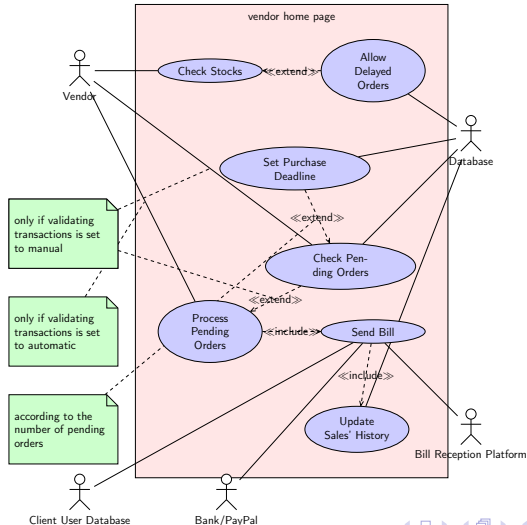 vendor home page
Check Stocks
≪extend≫
Allow
Delayed
Orders
Vendor
Database
Set Purchase
Deadline
≪extend≫
only if validating
transactions is set
to manual
Check Pen-
ding Orders
≪extend≫
only if validating
transactions is set
to automatic
Process
Pending
Orders
≪include≫
Send Bill
≪include≫
according to the
number of pending
orders
Update
Sales' History
Bill Reception Platform
Client User Database
Bank/PayPal